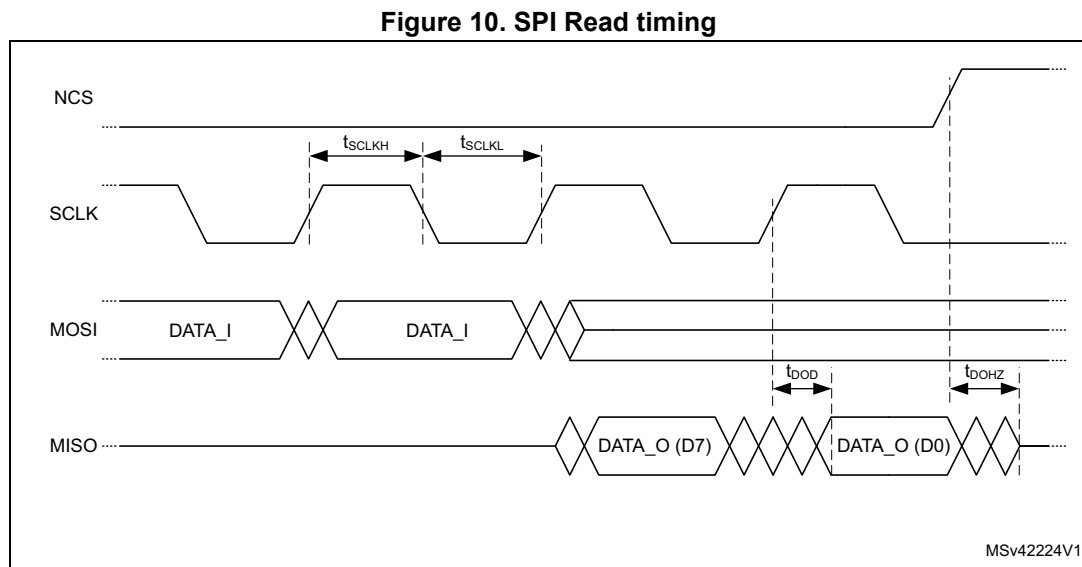 Figure 10. SPI Read timing
NCS
tSCLKH
tSCLKL
SCLK
MOSI
DATA_I
DATA_I
tDOD
tDOHZ
MISO
DATA_O (D7)
DATA_O (D0)
MSv42224V1